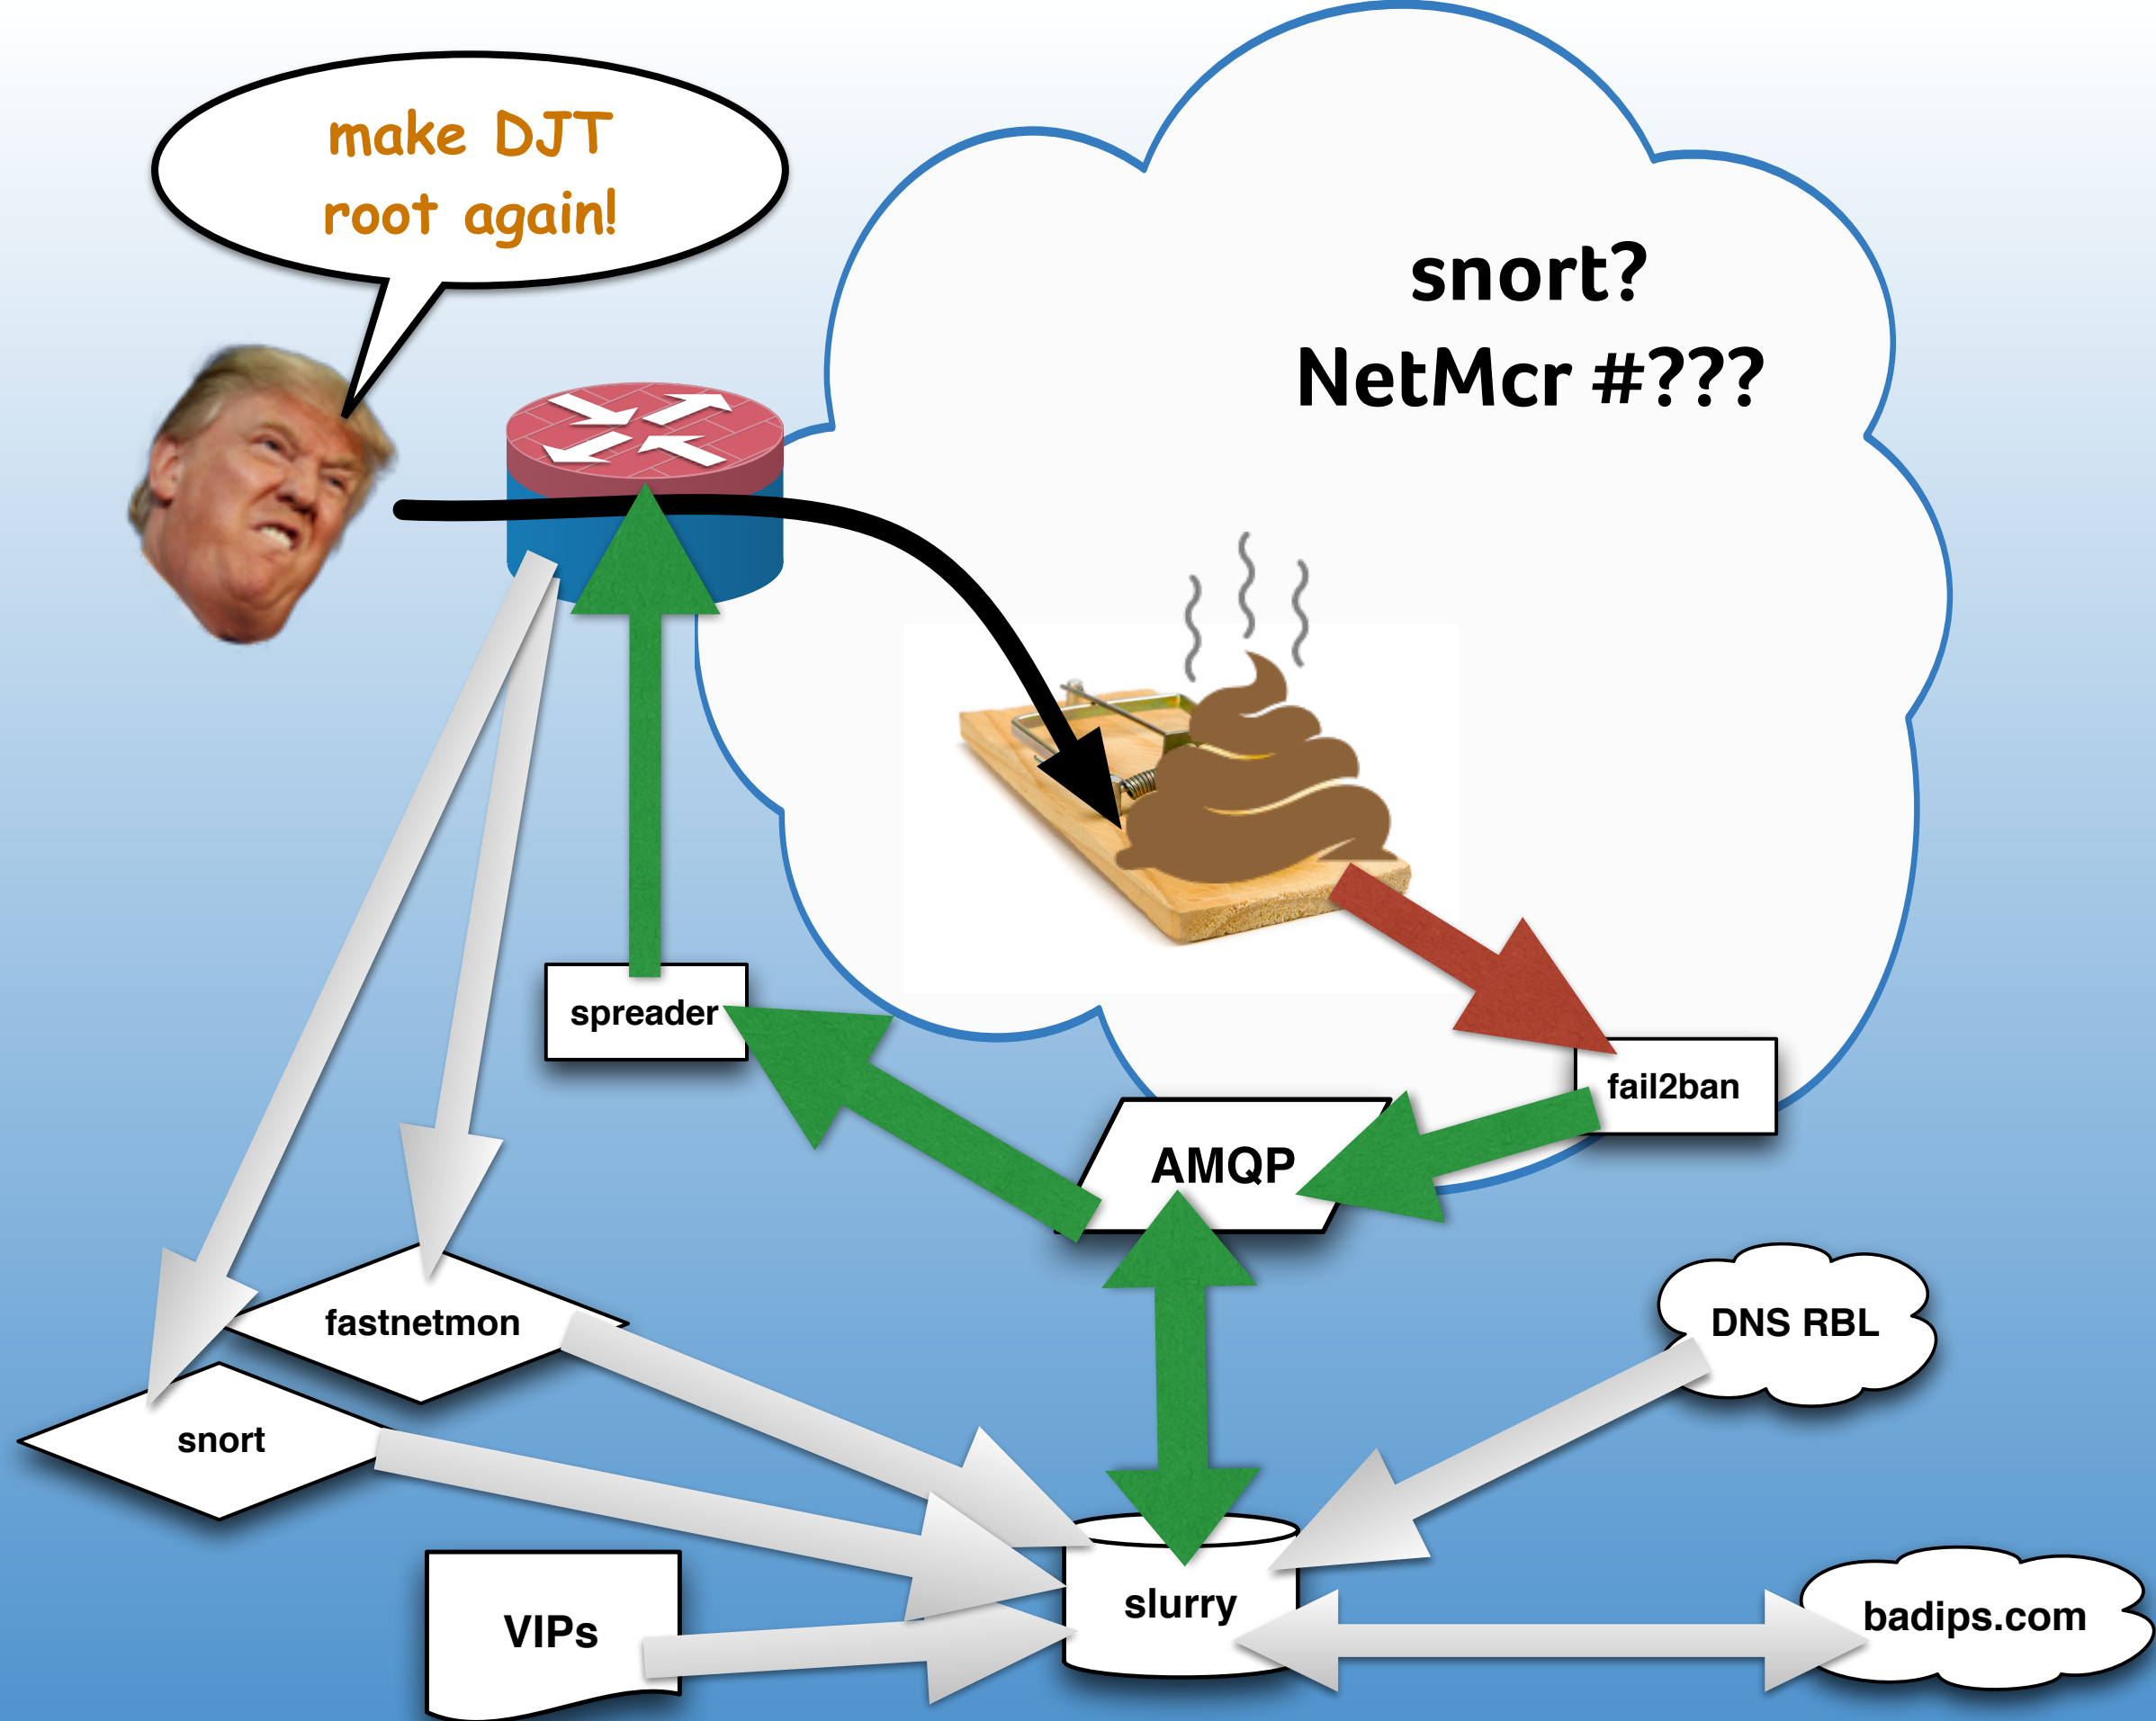 make DJT
root again!
snort?
NetMcr #???
spreader
fail2ban
AMQP
fastnetmon
DNS RBL
snort
slurry
VIPs
badips.com